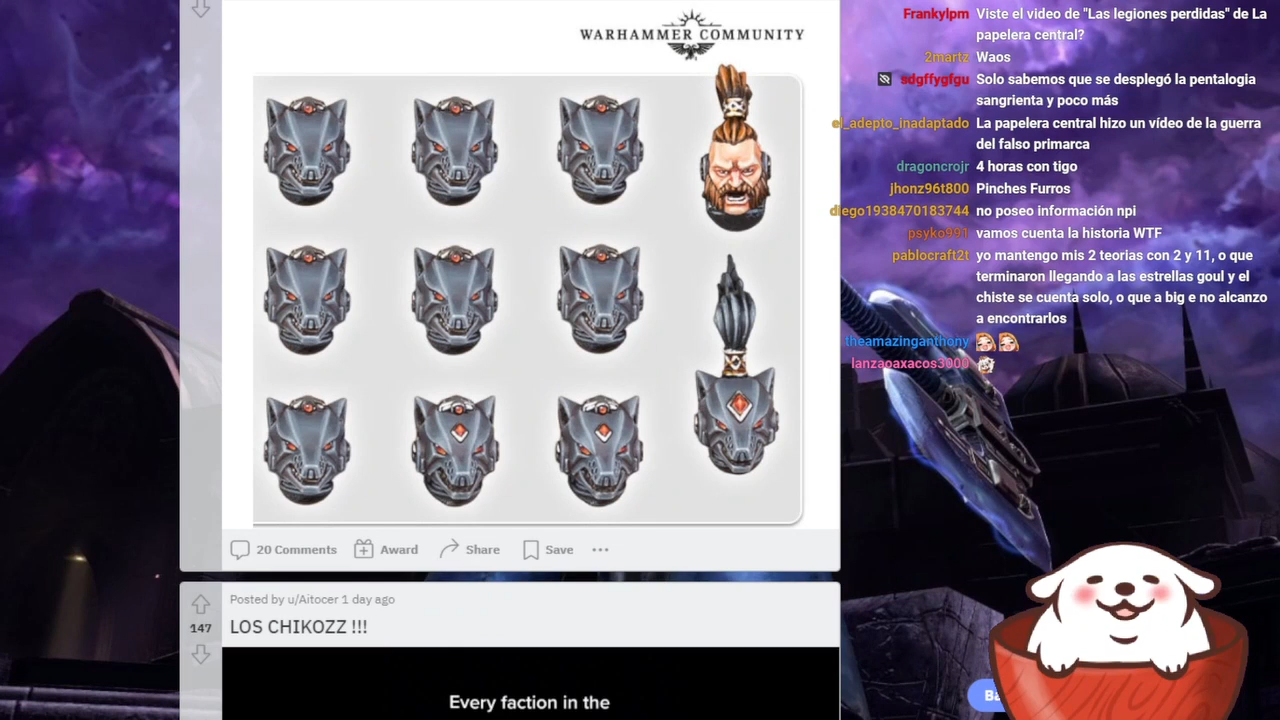 WARHAMMER COMMUNITY
20 Comments Award Share Save
Posted by u/Aitocer 1 day ago
147
LOS CHIKOZZ !!!
Every faction in the
Frankylpm Viste el video de "Las legiones perdidas" de La
papelera central?
2martz Waos
sdgffygfgu Solo sabemos que se desplegó la pentalogia
sangrienta y poco más
el_adepto_inadaptado La papelera central hizo un vídeo de la guerra
del falso primarca
dragoncrojr 4 horas con tigo
jhonz96t800 Pinches Furros
diego1938470183744 no poseo información npi
psyko991 vamos cuenta la historia WTF
pablocraft2t yo mantengo mis 2 teorias con 2 y 11, o que
terminaron llegando a las estrellas goul y el
chiste se cuenta solo, o que a big e no alcanzo
a encontrarlos
theamazinganthony
lanzaoaxacos3000